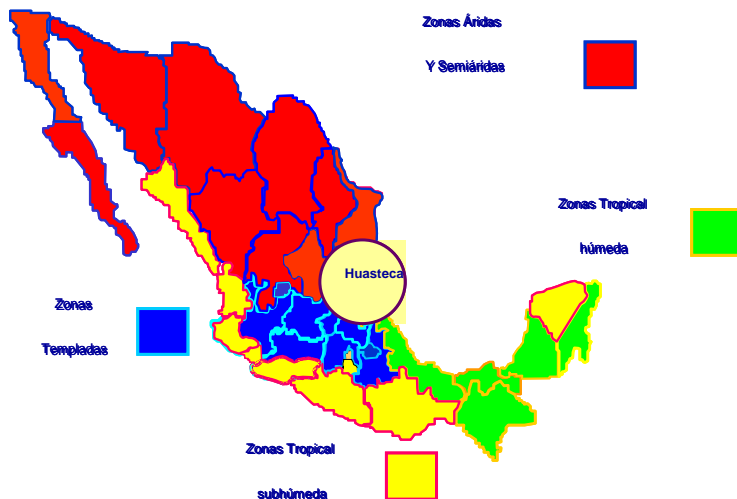 Zonas Áridas
Y Semiáridas
Zonas Tropical
húmeda
Huasteca
Zonas
Templadas
Zonas Tropical
subhúmeda